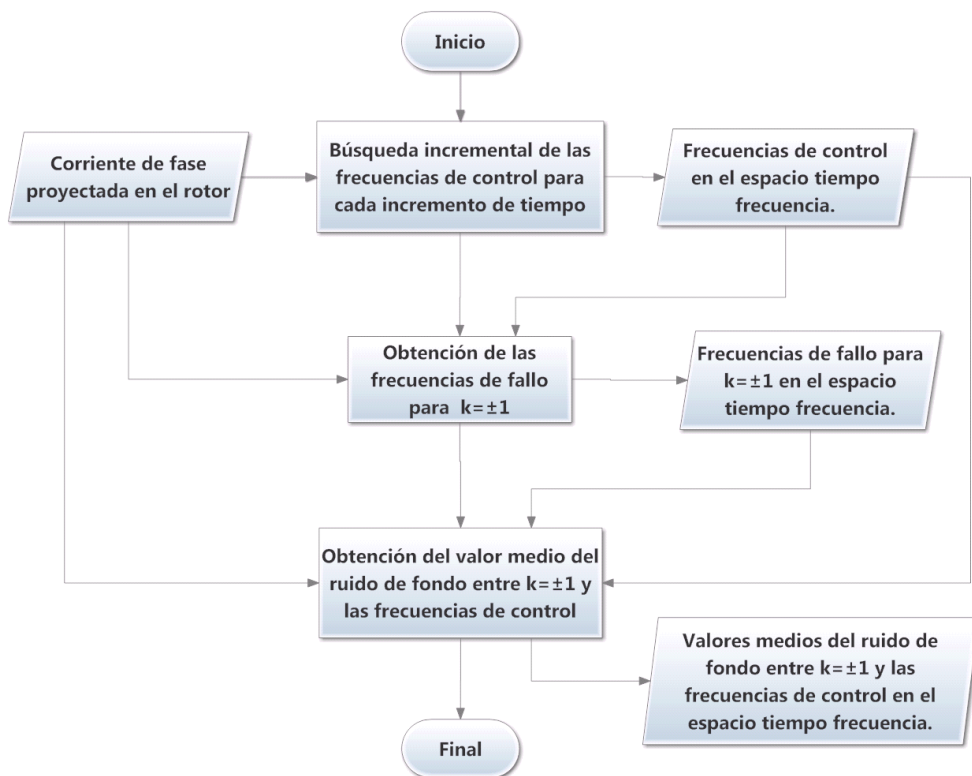 Inicio
Corriente de fase
proyectada en el rotor
Búsqueda incremental de las
frecuencias de control para
cada incremento de tiempo
Frecuencias de control
en el espacio tiempo
frecuencia.
Obtención de las
frecuencias de fallo
para k=±1
Frecuencias de fallo para
k=±1 en el espacio
tiempo frecuencia.
Obtención del valor medio del
ruido de fondo entre k=±1 y
las frecuencias de control
Valores medios del ruido de
fondo entre k=±1 y las
frecuencias de control en el
espacio tiempo frecuencia.
Final